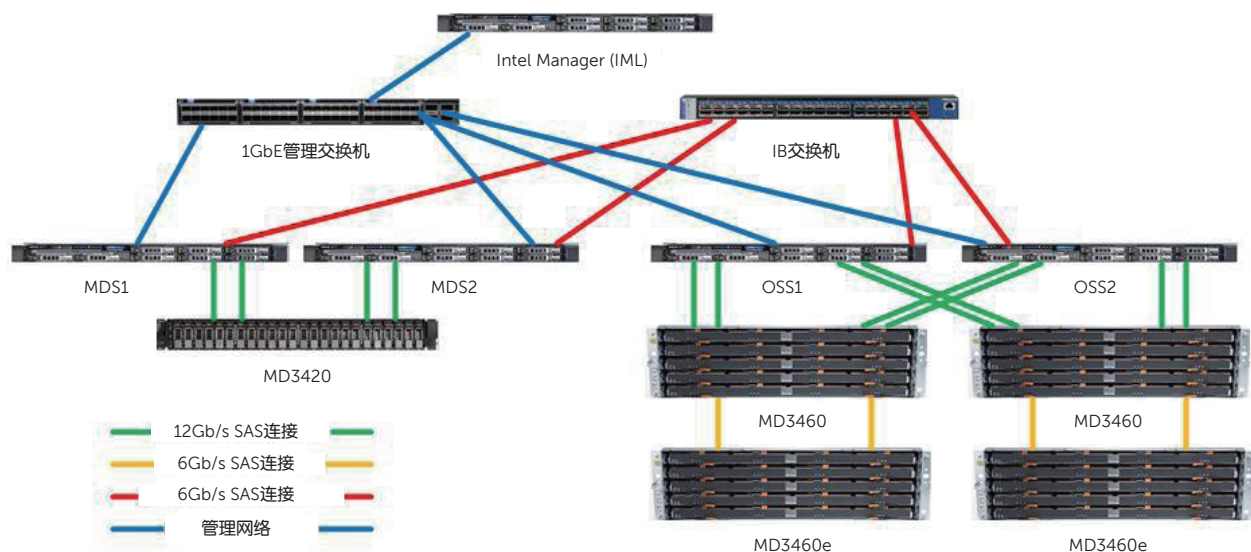 Intel Manager (IML)
1GbE管理交换机
IB交换机
MDS1
MDS2
OSS1
OSS2
MD3420
MD3460
MD3460
12Gb/s SAS连接
6Gb/s SAS连接
6Gb/s SAS连接
管理网络
MD3460e
MD3460e